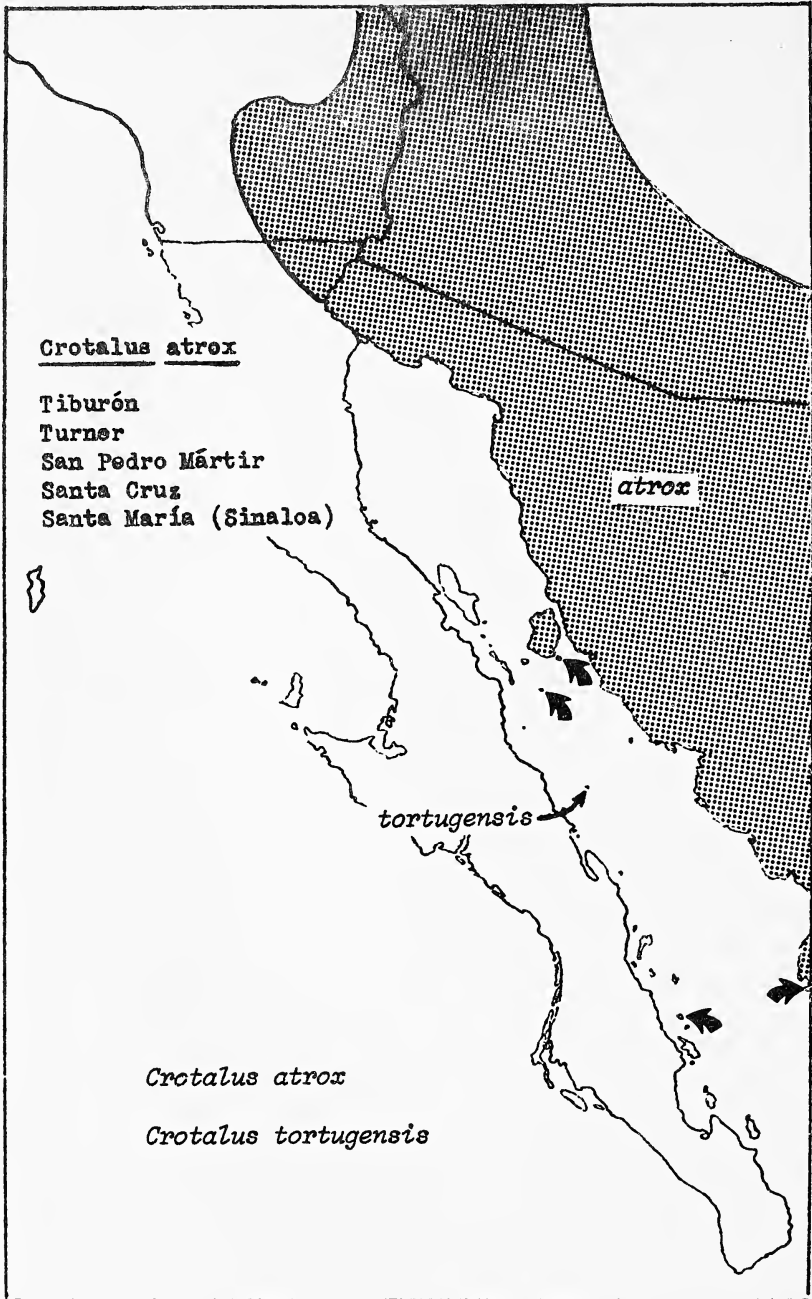 Crotalus atrox
Tiburón
Turner
San Pedro Mártir
Santa Cruz
Santa María (Sinaloa)
atrox
tortugensis
Crotalus atrox
Crotalus tortugensis